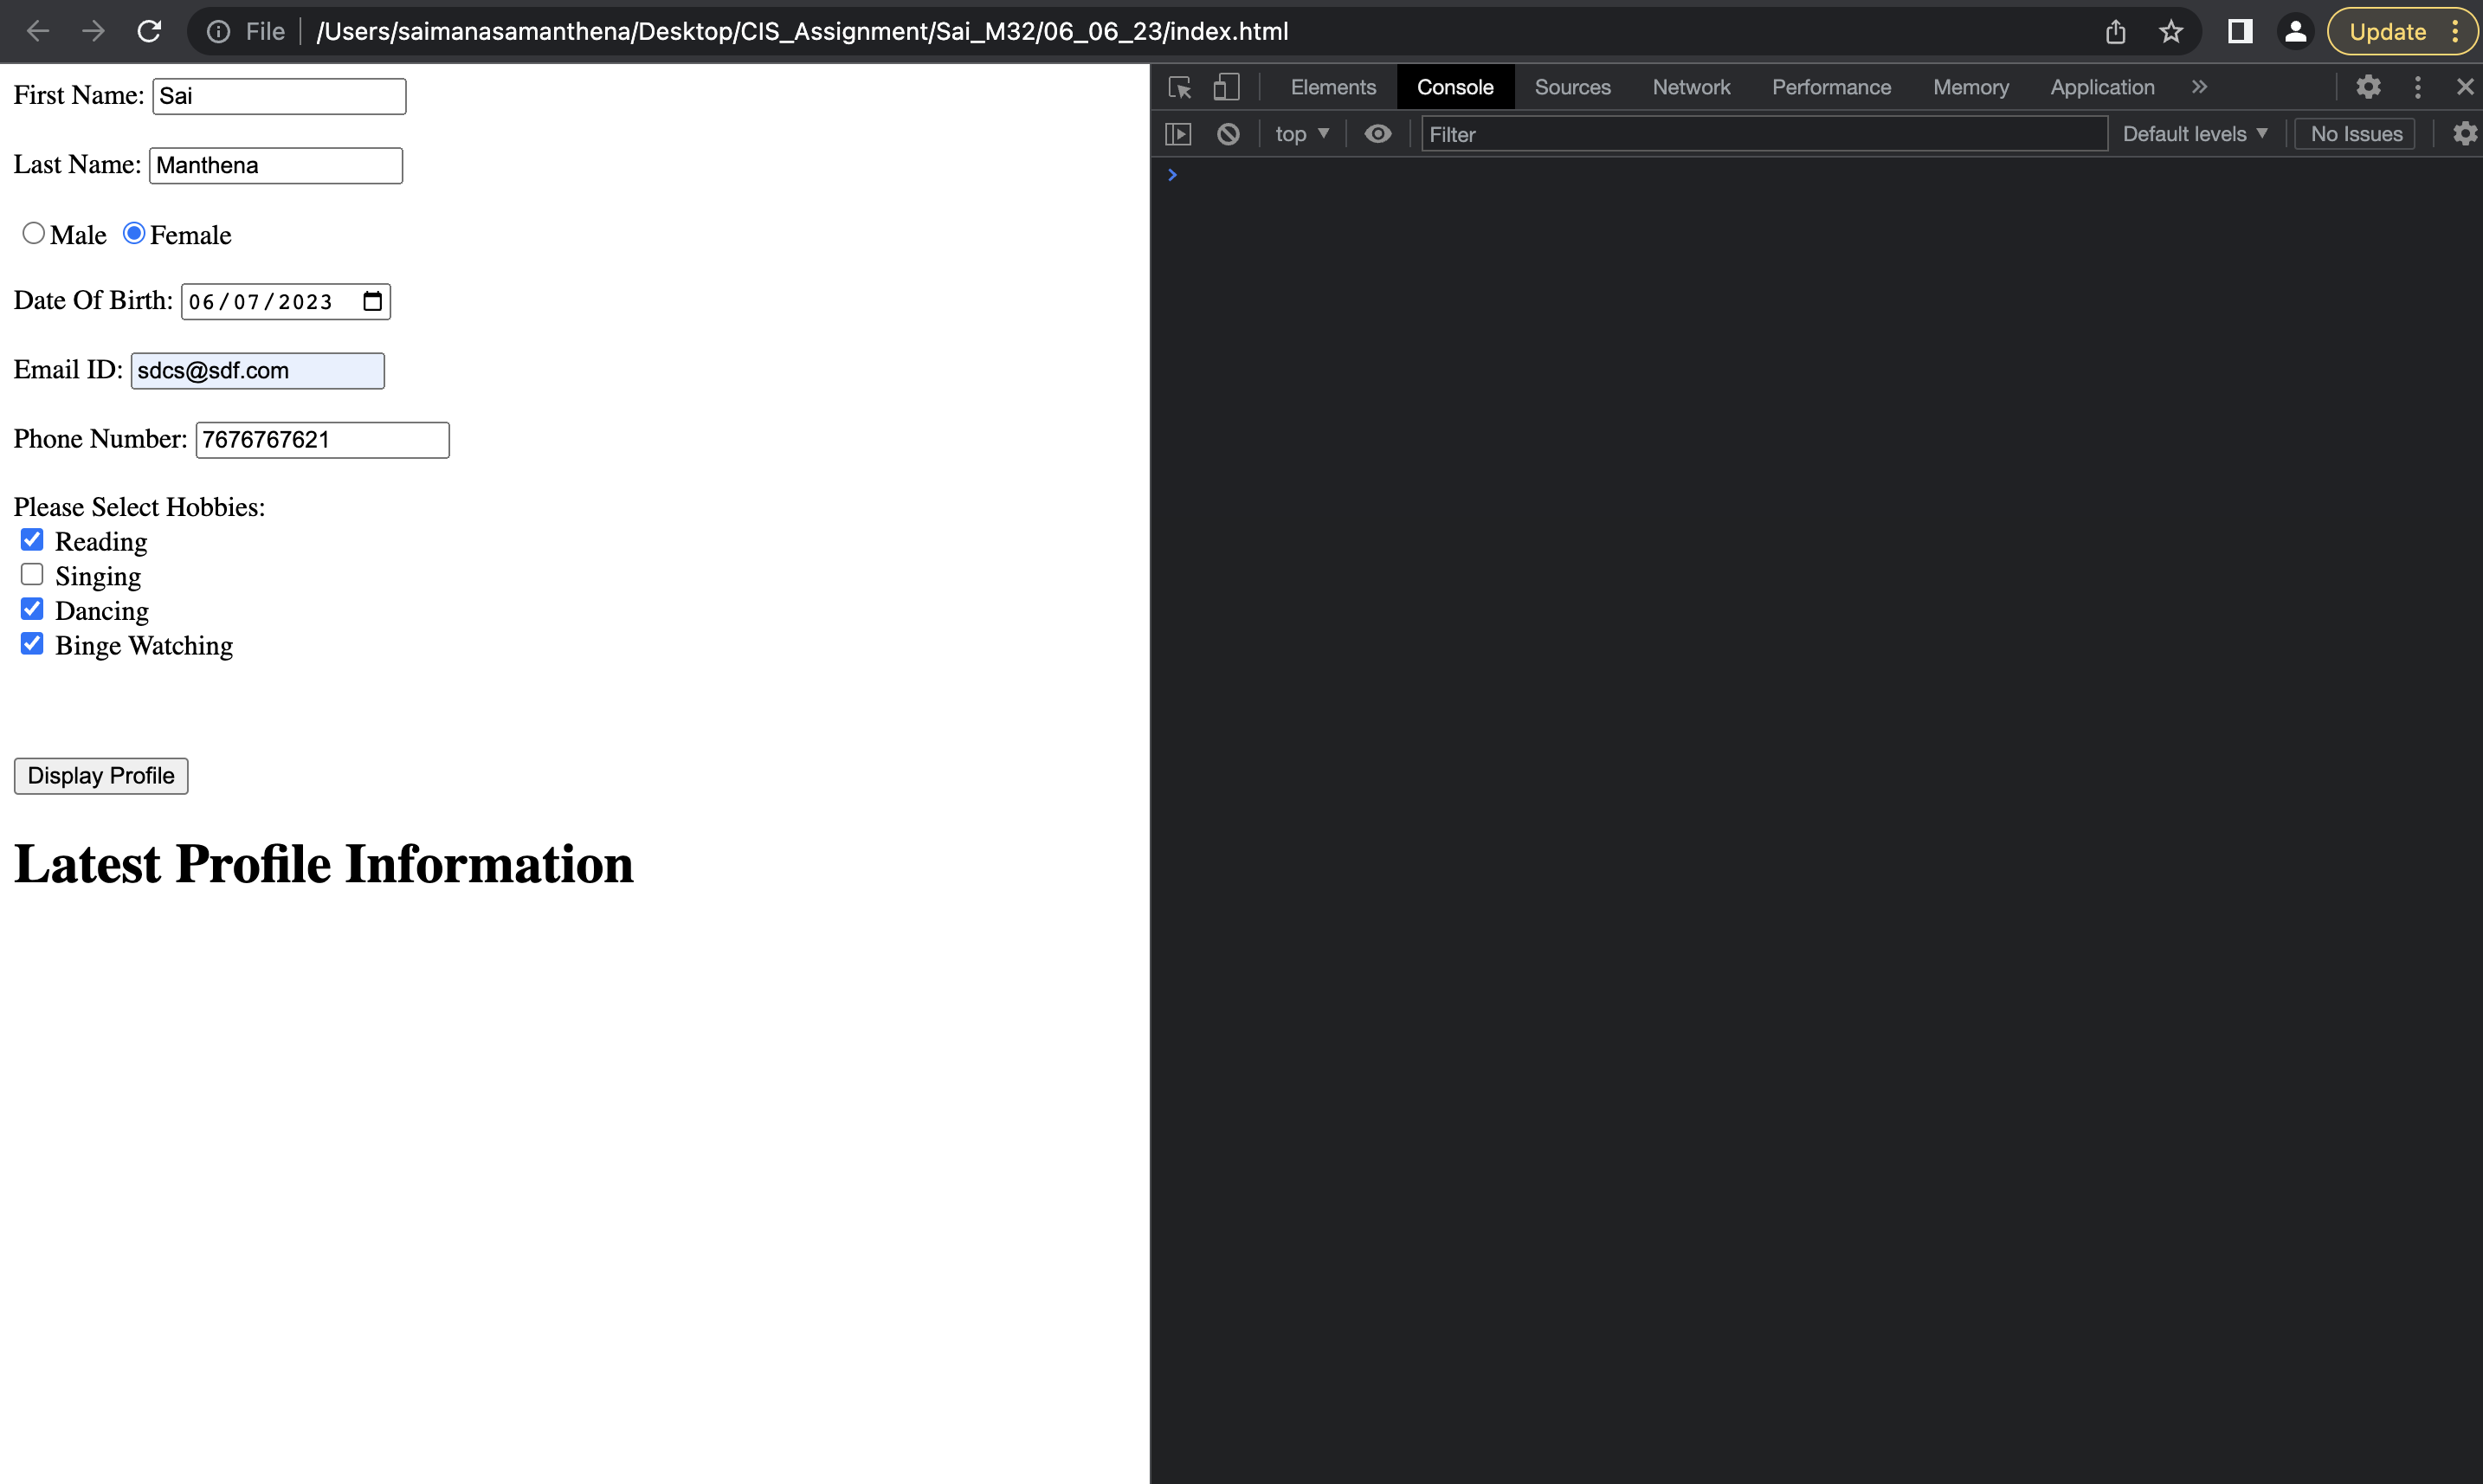 File /Users/saimanasamanthena/Desktop/CIS_Assignment/Sai_M32/06_06_23/index.html Update
Elements Console Sources Network Performance Memory Application
top Filter Default levels No Issues
First Name: Sai
Last Name: Manthena
Male Female
Date Of Birth: 06/07/2023
Email ID: sdcs@sdf.com
Phone Number: 7676767621
Please Select Hobbies:
Reading
Singing
Dancing
Binge Watching
Display Profile
Latest Profile Information